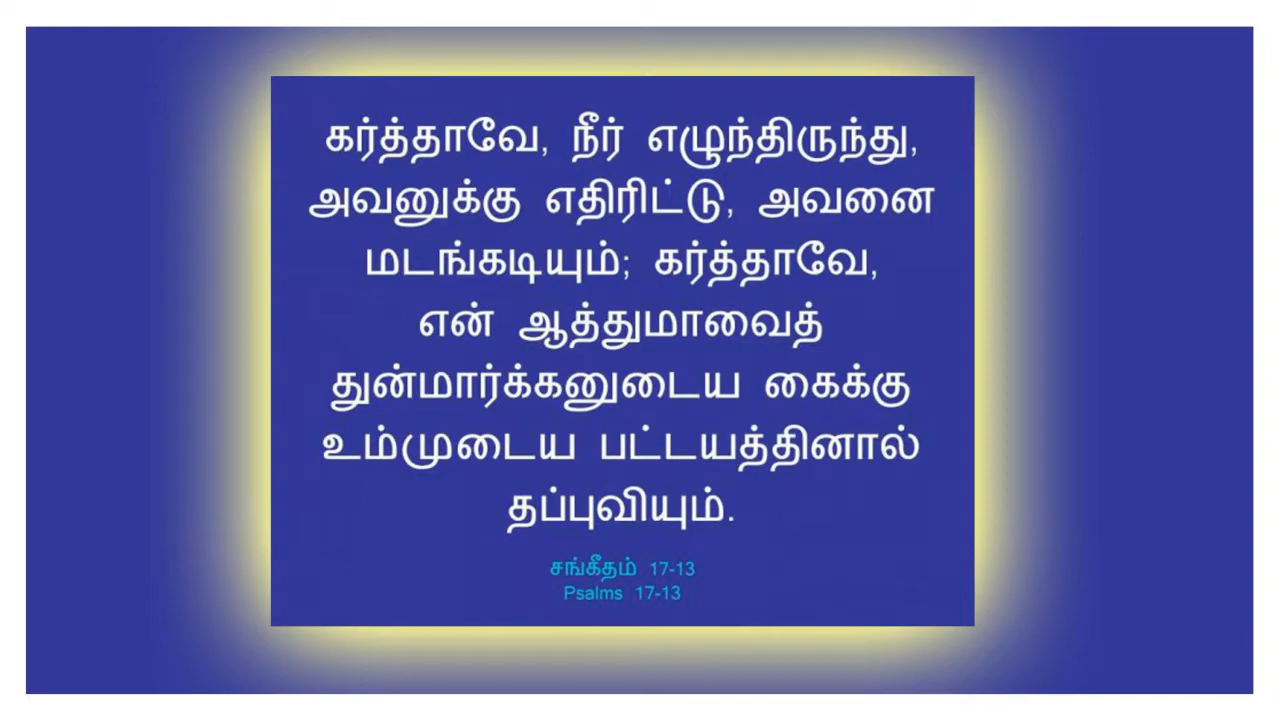 கர்த்தாவே, நீர் எழுந்திருந்து,
அவனுக்கு எதிரிட்டு, அவனை
மடங்கடியும்; கர்த்தாவே,
என் ஆத்துமாவைத்
துன்மார்க்கனுடைய கைக்கு
உம்முடைய பட்டயத்தினால்
தப்புவியும்.
சங்கீதம் 17-13
Psalms 17-13